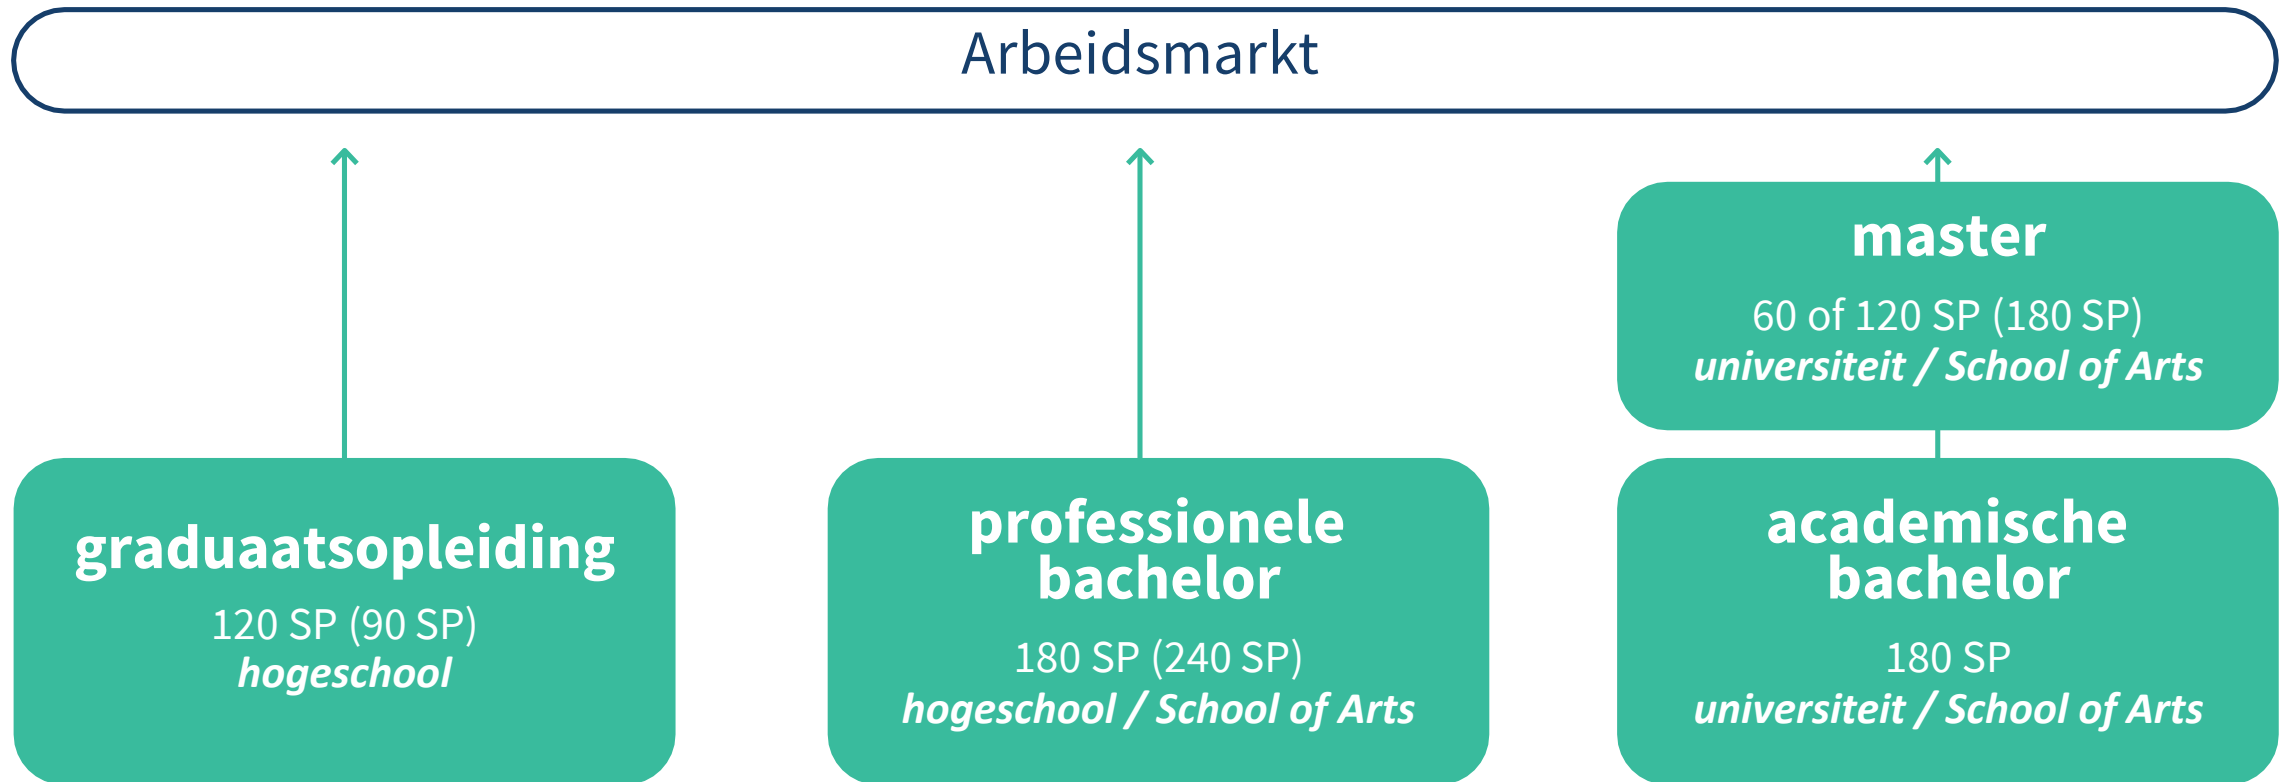 Arbeidsmarkt
master
60 of 120 SP (180 SP)
universiteit / School of Arts
graduaatsopleiding
120 SP (90 SP)
hogeschool
professionele
bachelor
180 SP (240 SP)
hogeschool / School of Arts
academische
bachelor
180 SP
universiteit / School of Arts